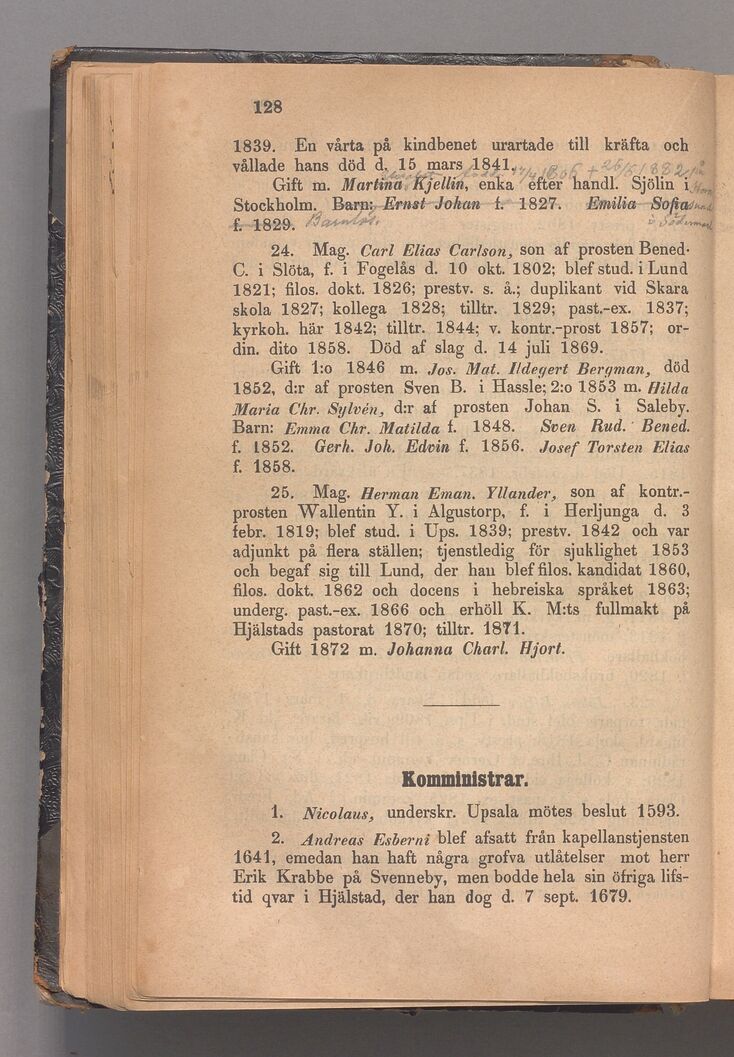 128
1839. En vårta på kindbenet urartade till kräfta och
vållade hans död d. 15 mars 1841.
född 17/4 1806 + 26/5 1882
Gift m. Martina Kjellin, enka efter handl. Sjölin i
Stockholm. Barn: Ernst Johan f. 1827. Emilia Sofia
f. 1829. Barnlös.
24. Mag. Carl Elias Carlson, son af prosten Bened.
C. i Slöta, f. i Fogelås d. 10 okt. 1802; blef stud. i Lund
1821; filos. dokt. 1826; prestv. s. å.; duplikant vid Skara
skola 1827; kollega 1828; tilltr. 1829; past.-ex. 1837;
kyrkoh. här 1842; tilltr. 1844; v. kontr.-prost 1857; or-
din. dito 1858. Död af slag d. 14 juli 1869.
Gift 1:o 1846 m. Jos. Mat. Ildegert Bergman, död
1852, d:r af prosten Sven B. i Hassle; 2:o 1853 m. Hilda
Maria Chr. Sylvén, d:r af prosten Johan S. i Saleby.
Barn: Emma Chr. Matilda f. 1848. Sven Rud. Bened.
f. 1852. Gerh. Joh. Edvin f. 1856. Josef Torsten Elias
f. 1858.
25. Mag. Herman Eman. Yllander, son af kontr.-
prosten Wallentin Y. i Algustorp, f. i Herljunga d. 3
febr. 1819; blef stud. i Ups. 1839; prestv. 1842 och var
adjunkt på flera ställen; tjenstledig för sjuklighet 1853
och begaf sig till Lund, der han blef filos. kandidat 1860,
filos. dokt. 1862 och docens i hebreiska språket 1863;
underg. past.-ex. 1866 och erhöll K. M:ts fullmakt på
Hjälstads pastorat 1870; tilltr. 1871.
Gift 1872 m. Johanna Charl. Hjort.
Komministrar.
1. Nicolaus, underskr. Upsala mötes beslut 1593.
2. Andreas Esberni blef afsatt från kapellanstjensten
1641, emedan han haft några grofva utlåtelser mot herr
Erik Krabbe på Svenneby, men bodde hela sin öfriga lifs-
tid qvar i Hjälstad, der han dog d. 7 sept. 1679.